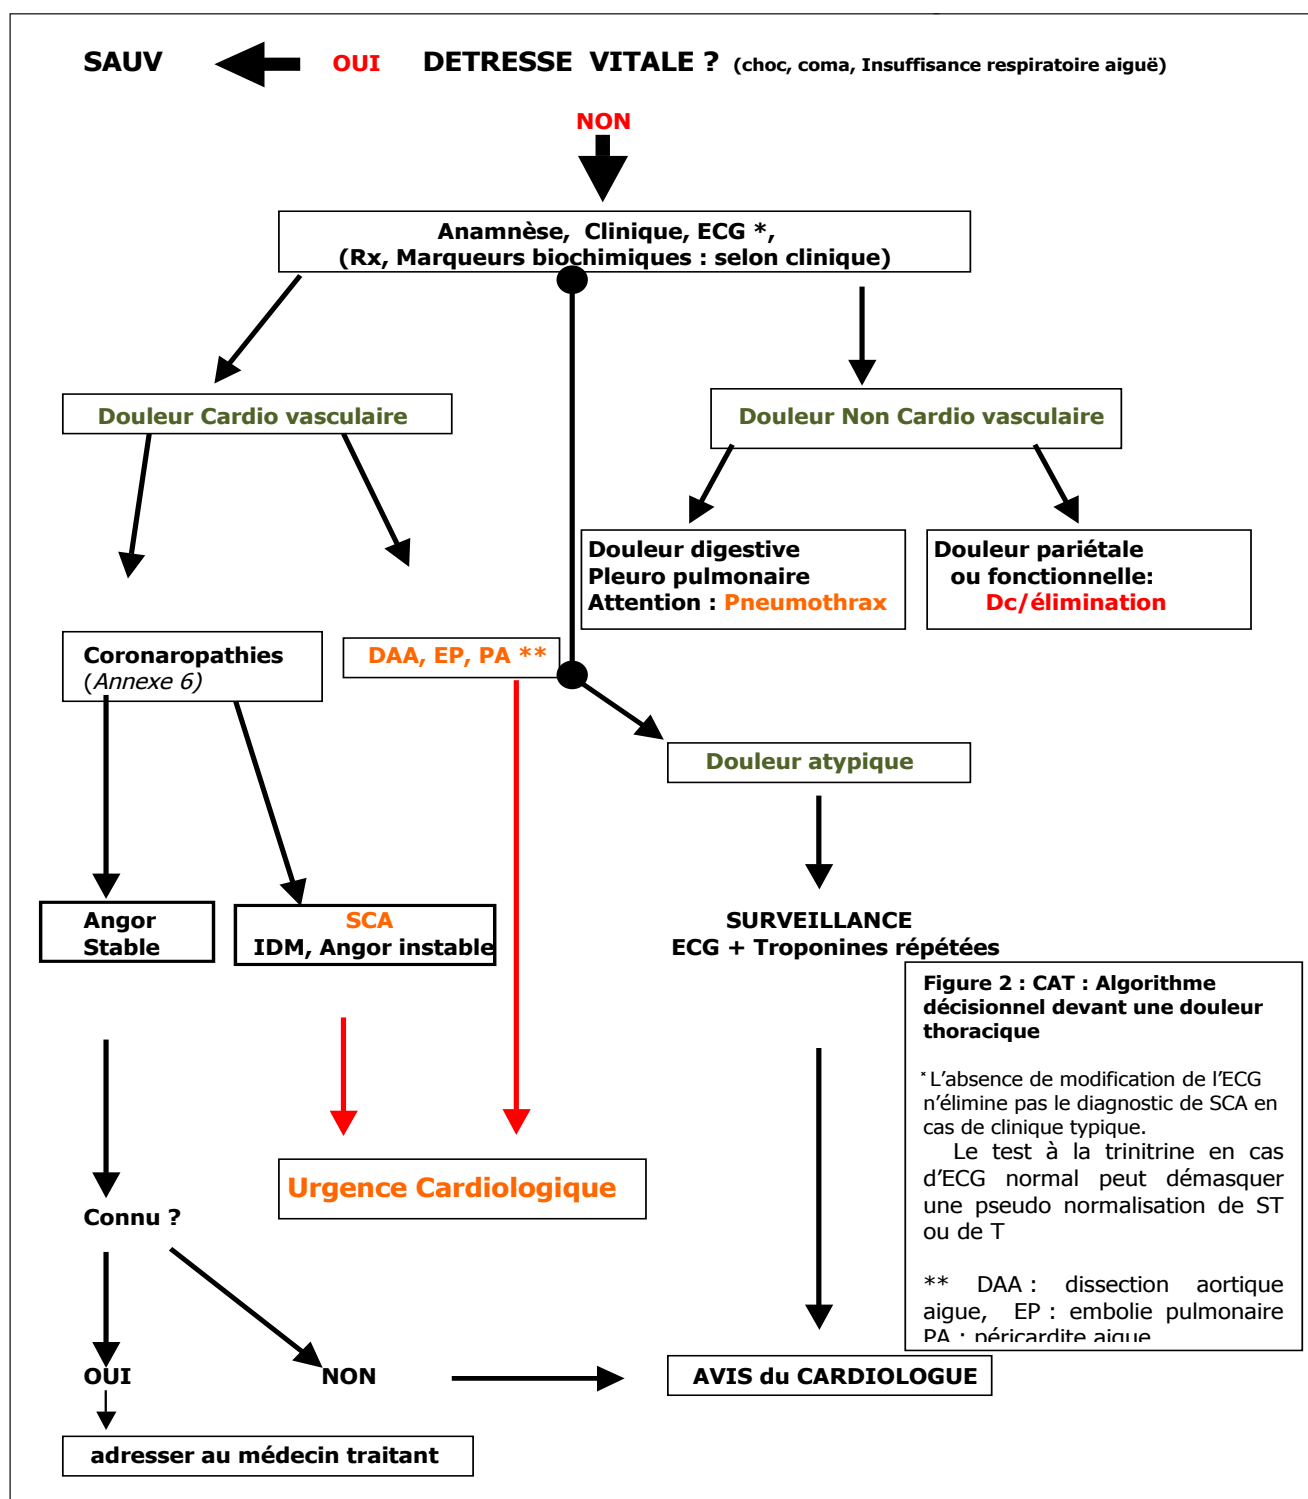 SAUV OUI DETRESSE VITALE ? (choc, coma, Insuffisance respiratoire aiguë)
NON
Anamnèse, Clinique, ECG *,
(Rx, Marqueurs biochimiques : selon clinique)
Douleur Cardio vasculaire
Douleur Non Cardio vasculaire
Douleur digestive
Pleuro pulmonaire
Attention : Pneumothrax
Douleur pariétale
ou fonctionnelle:
Dc/élimination
Coronaropathies
(Annexe 6)
DAA, EP, PA **
Douleur atypique
Angor
Stable
SCA
IDM, Angor instable
SURVEILLANCE
ECG + Troponines répétées
Figure 2 : CAT : Algorithme
décisionnel devant une douleur
thoracique
* L’absence de modification de l’ECG
n’élimine pas le diagnostic de SCA en
cas de clinique typique.
Le test à la trinitrine en cas
d’ECG normal peut démasquer
une pseudo normalisation de ST
ou de T
** DAA : dissection aortique
aigue, EP : embolie pulmonaire
PA : péricardite aigue
Urgence Cardiologique
Connu ?
OUI
NON
AVIS du CARDIOLOGUE
adresser au médecin traitant